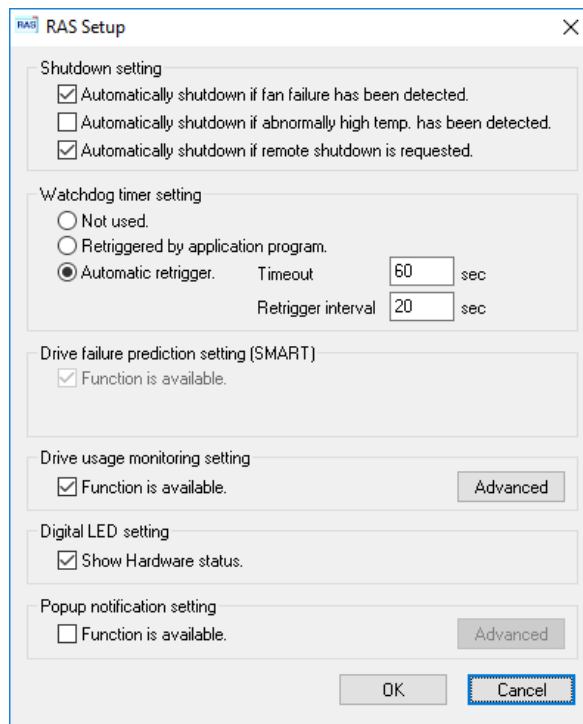 RAS RAS Setup
Shutdown setting
Automatically shutdown if fan failure has been detected.
Automatically shutdown if abnormally high temp. has been detected.
Automatically shutdown if remote shutdown is requested.
Watchdog timer setting
Not used.
Retriggered by application program.
Automatic retrigger. Timeout 60 sec
Retrigger interval 20 sec
Drive failure prediction setting (SMART)
Function is available.
Drive usage monitoring setting
Function is available. Advanced
Digital LED setting
Show Hardware status.
Popup notification setting
Function is available. Advanced
OK Cancel